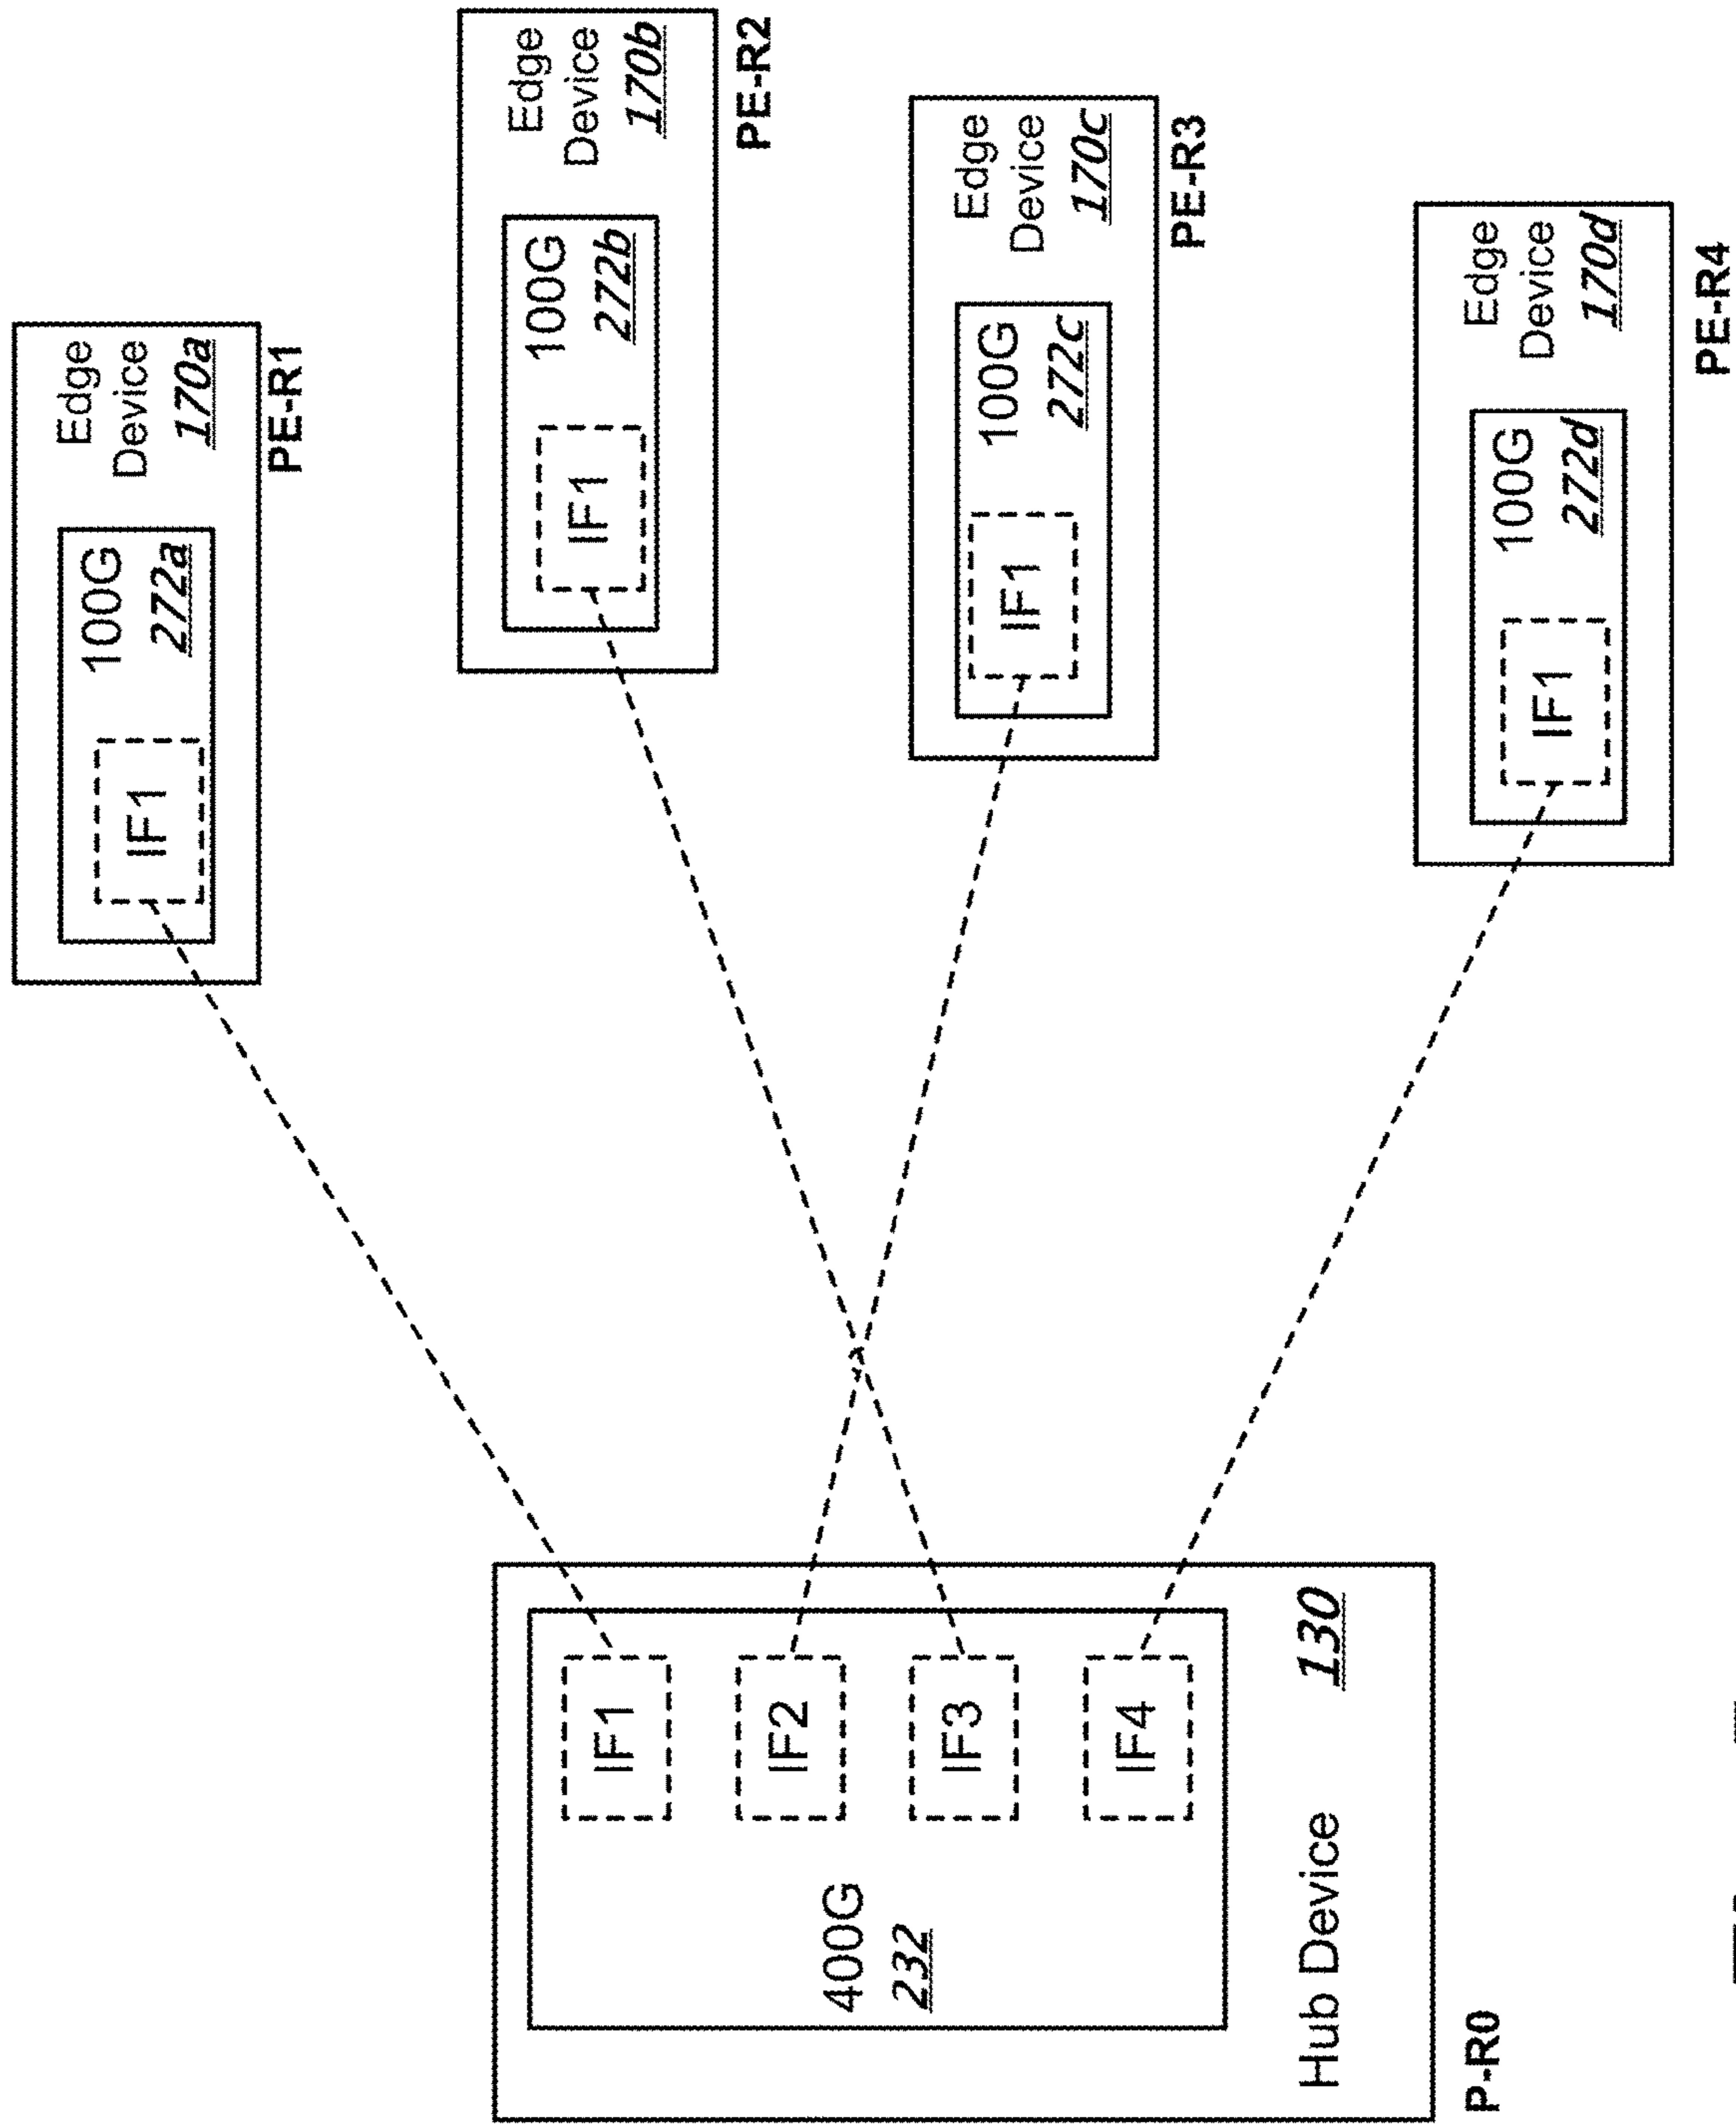 Edge
Device
170a
100G
272a
IF1
PE-R1
Edge
Device
170b
100G
272b
IF1
PE-R2
Edge
Device
170c
100G
272c
IF1
PE-R3
Edge
Device
170d
100G
272d
IF1
PE-R4
IF1
IF2
IF3
IF4
400G
232
Hub Device
130
P-R0